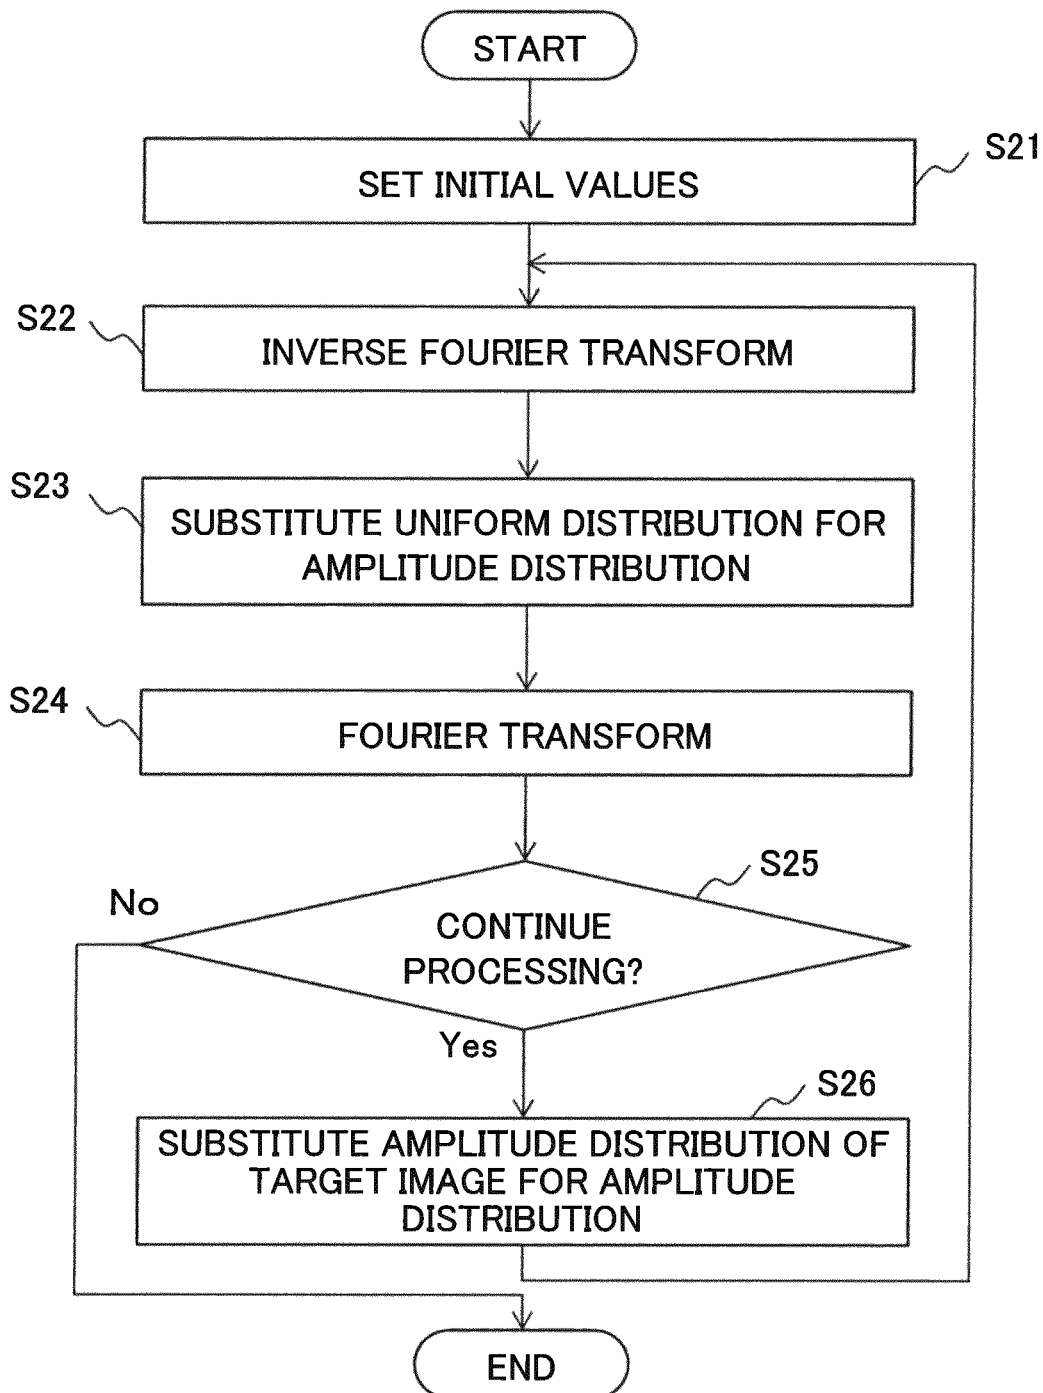 START
S21
SET INITIAL VALUES
S22
INVERSE FOURIER TRANSFORM
S23
SUBSTITUTE UNIFORM DISTRIBUTION FOR
AMPLITUDE DISTRIBUTION
S24
FOURIER TRANSFORM
S25
No
CONTINUE
PROCESSING?
Yes
S26
SUBSTITUTE AMPLITUDE DISTRIBUTION OF
TARGET IMAGE FOR AMPLITUDE
DISTRIBUTION
END